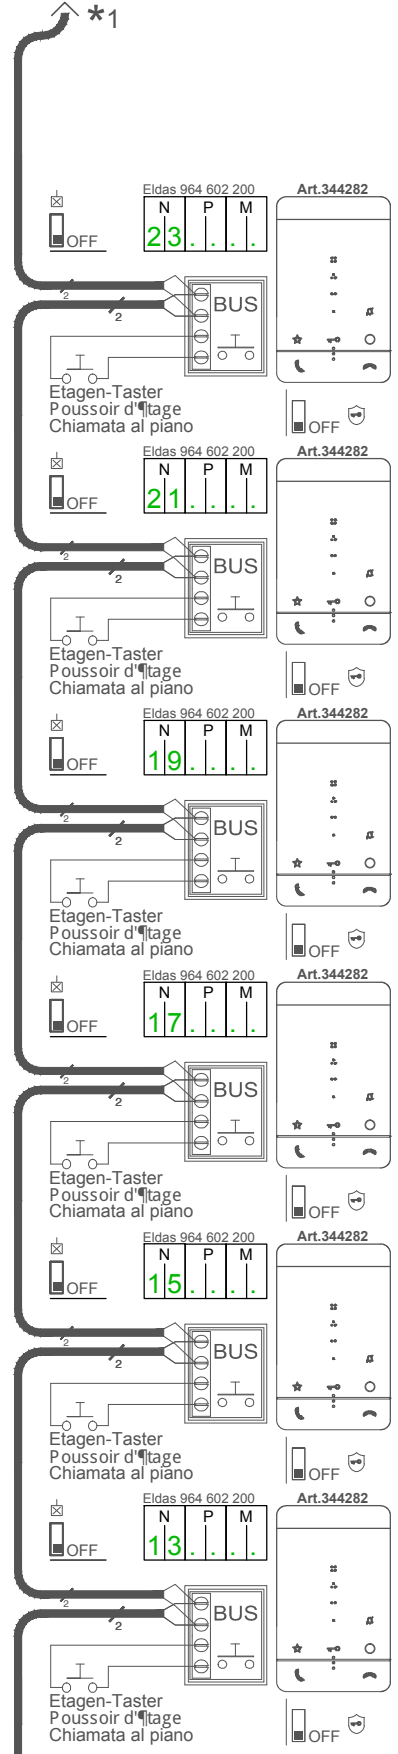 *1
Eldas 964 602 200 Art.344282
N P M
OFF 23. . . .
BUS
2
2
Etagen-Taster
Poussoir d'¶tage
Chiamata al piano
OFF
Eldas 964 602 200 Art.344282
N P M
OFF 21. . . .
BUS
2
2
Etagen-Taster
Poussoir d'¶tage
Chiamata al piano
OFF
Eldas 964 602 200 Art.344282
N P M
OFF 19. . . .
BUS
2
2
Etagen-Taster
Poussoir d'¶tage
Chiamata al piano
OFF
Eldas 964 602 200 Art.344282
N P M
OFF 17. . . .
BUS
2
2
Etagen-Taster
Poussoir d'¶tage
Chiamata al piano
OFF
Eldas 964 602 200 Art.344282
N P M
OFF 15. . . .
BUS
2
2
Etagen-Taster
Poussoir d'¶tage
Chiamata al piano
OFF
Eldas 964 602 200 Art.344282
N P M
OFF 13. . . .
BUS
2
2
Etagen-Taster
Poussoir d'¶tage
Chiamata al piano
OFF